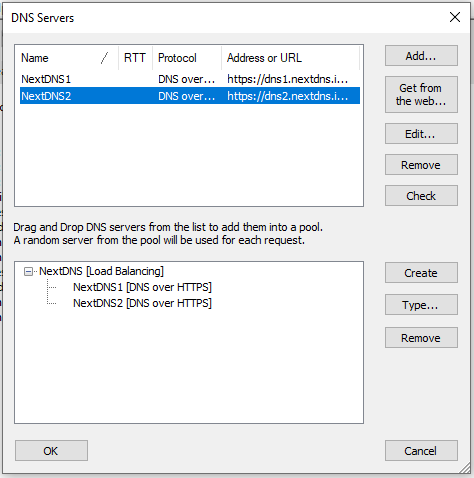 DNS Servers
Name RTT Protocol Address or URL
NextDNS1 DNS over... https://dns1.nextdns.i...
NextDNS2 DNS over... https://dns2.nextdns.i...
Add...
Get from
the web...
Edit...
Remove
Check
Drag and Drop DNS servers from the list to add them into a pool.
A random server from the pool will be used for each request.
NextDNS [Load Balancing]
NextDNS1 [DNS over HTTPS]
NextDNS2 [DNS over HTTPS]
Create
Type...
Remove
OK
Cancel